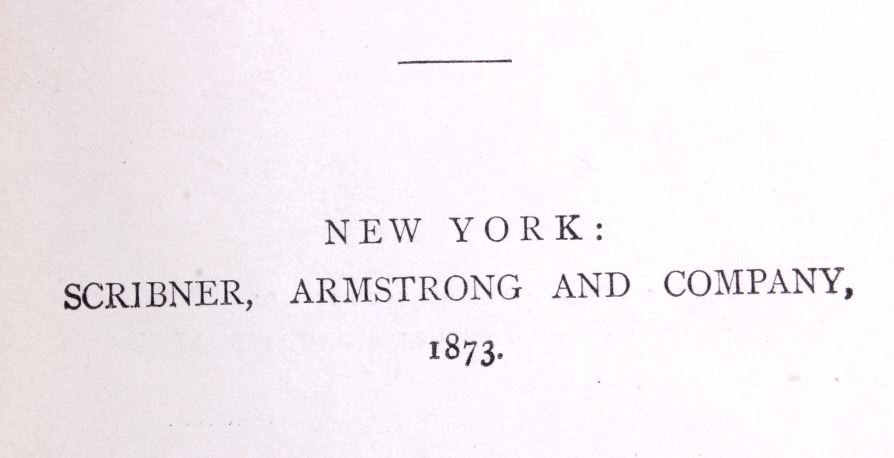 NEW YORK:
SCRIBNER, ARMSTRONG AND COMPANY,
1873.